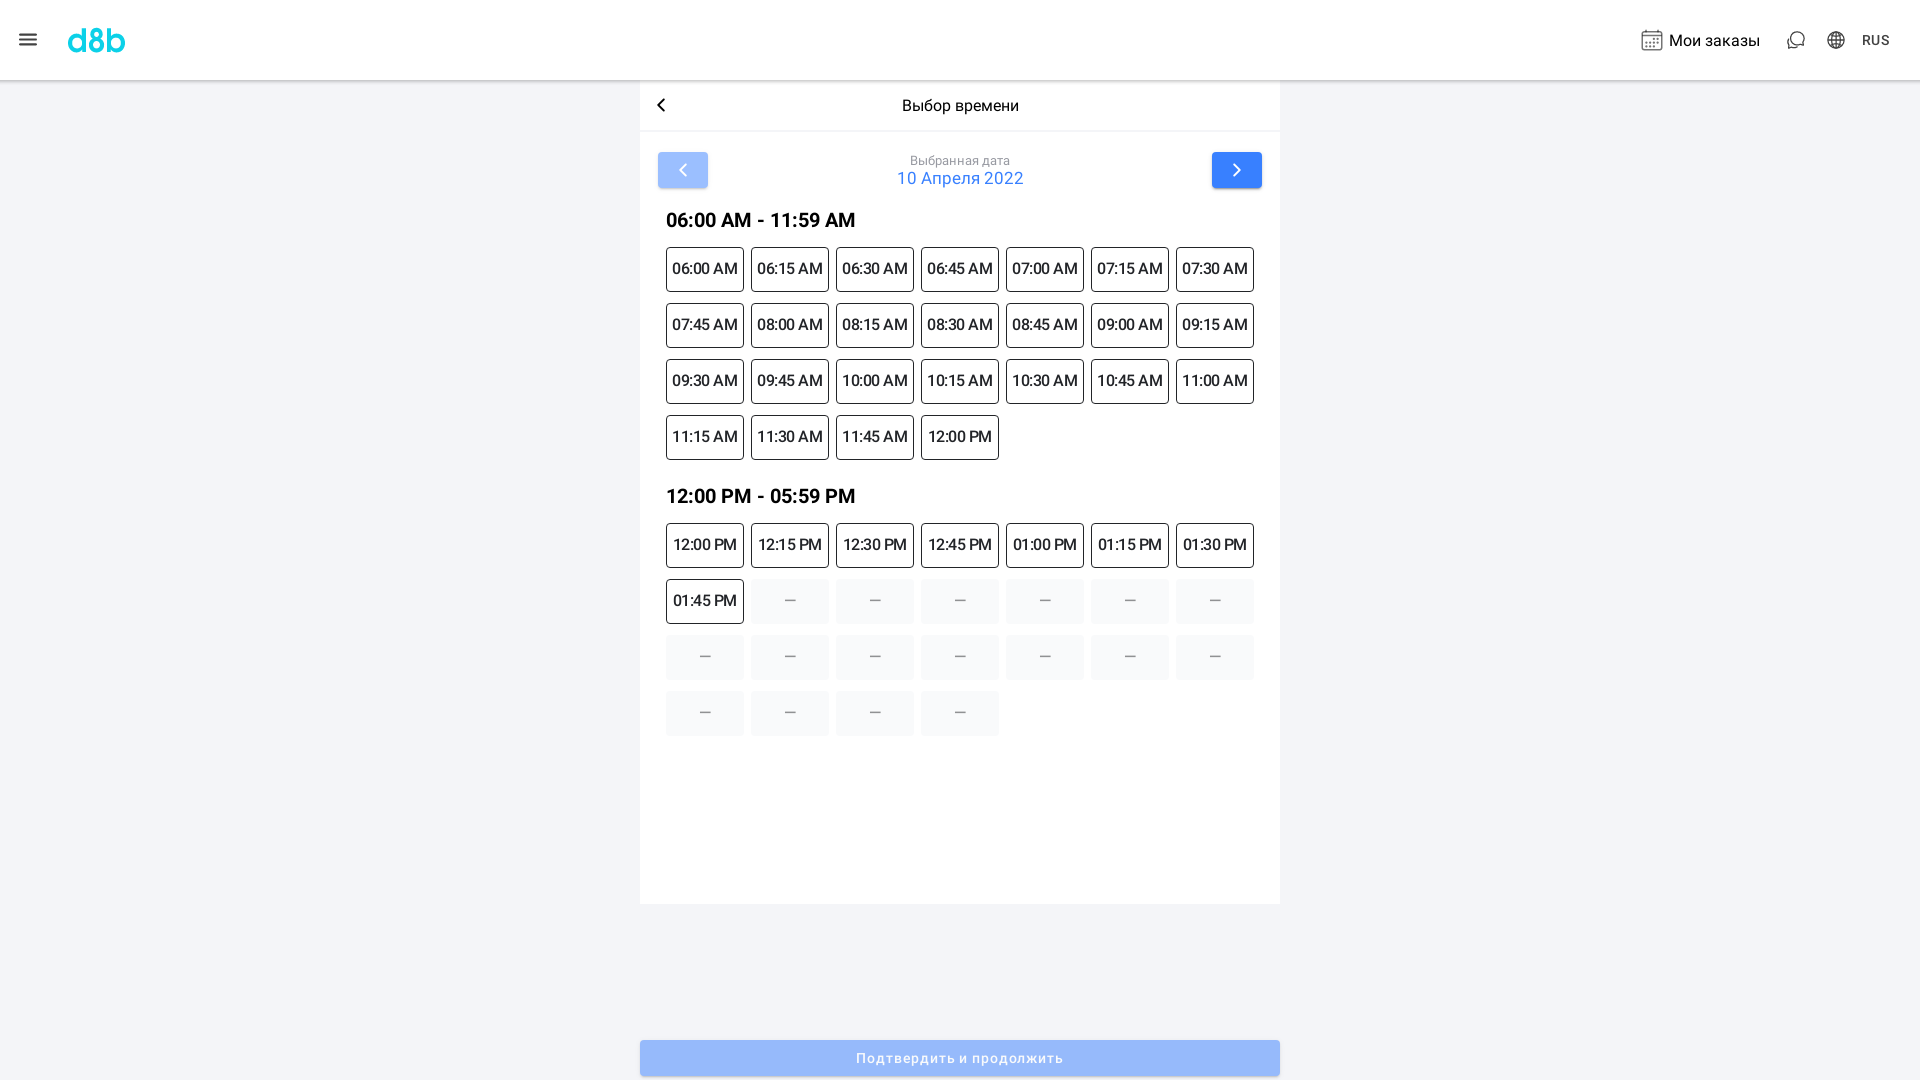 d8b
Мои заказы
RUS
Выбор времени
Выбранная дата
10 Апреля 2022
06:00 AM - 11:59 AM
06:00 AM 06:15 AM 06:30 AM 06:45 AM 07:00 AM 07:15 AM 07:30 AM
07:45 AM 08:00 AM 08:15 AM 08:30 AM 08:45 AM 09:00 AM 09:15 AM
09:30 AM 09:45 AM 10:00 AM 10:15 AM 10:30 AM 10:45 AM 11:00 AM
11:15 AM 11:30 AM 11:45 AM 12:00 PM
12:00 PM - 05:59 PM
12:00 PM 12:15 PM 12:30 PM 12:45 PM 01:00 PM 01:15 PM 01:30 PM
01:45 PM — — — — — —
— — — — — — —
— — — —
Подтвердить и продолжить